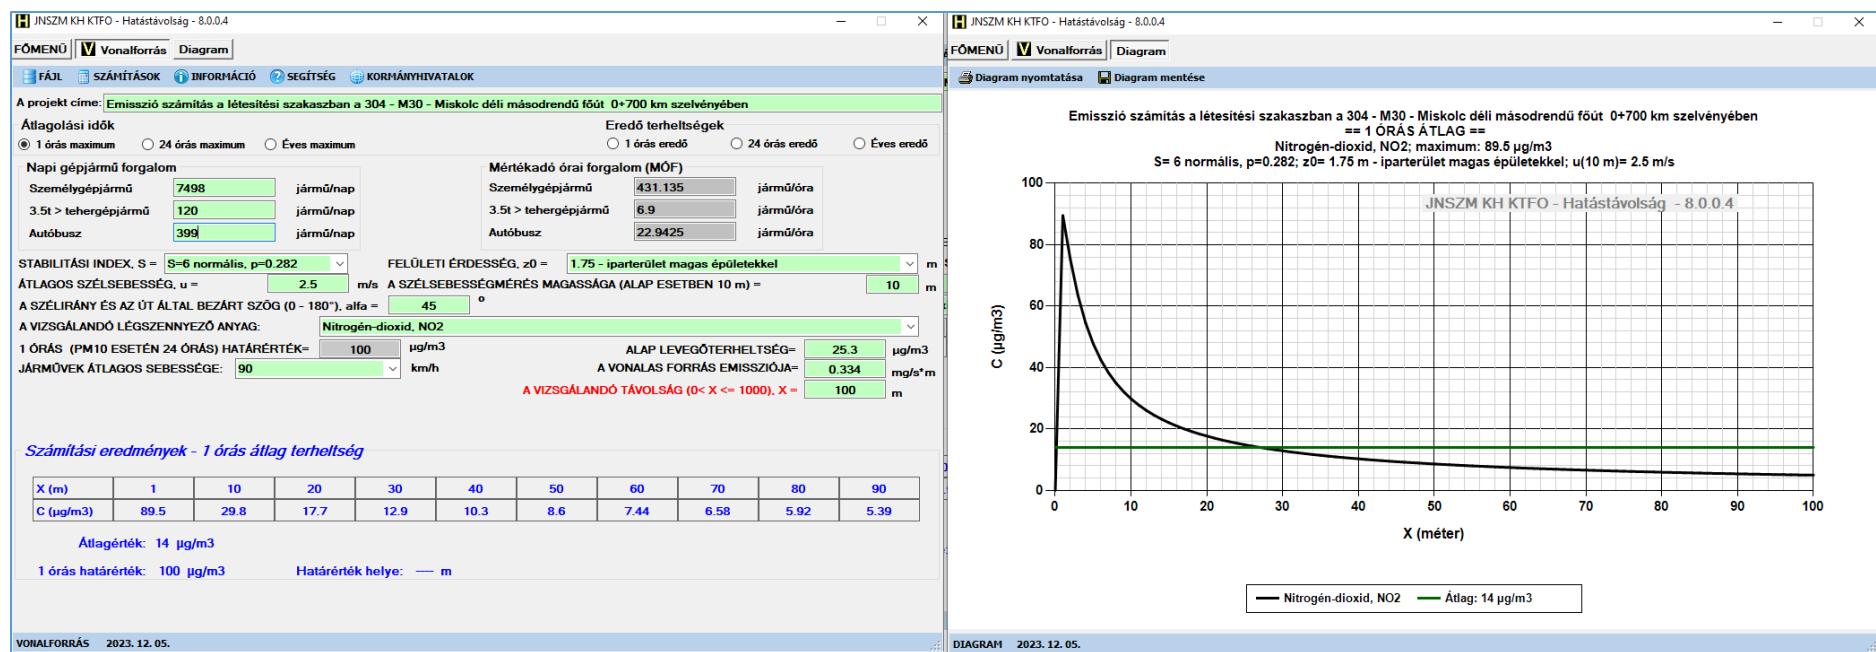 JNSZM KH KTFO - Hatástávolság - 8.0.0.4
FŐMENÜ Vonalforrás Diagram
FÁJL SZÁMÍTÁSOK INFORMÁCIÓ SEGÍTSÉG KORMÁNYHIVATALOK
A projekt címe: Emisszió számítás a létesítési szakaszban a 304 - M30 - Miskolc déli másodrendű főút 0+700 km szelvényében
Átlagolási idők
Eredő terheltségek
1 órás maximum 24 órás maximum Éves maximum
1 órás eredő 24 órás eredő Éves eredő
Napi gépjármű forgalom
Személygépjármű 7498 jármű/nap
3.5t > tehergépjármű 120 jármű/nap
Autóbusz 399 jármű/nap
Mértékadó órai forgalom (MÓF)
Személygépjármű 431.135 jármű/óra
3.5t > tehergépjármű 6.9 jármű/óra
Autóbusz 22.9425 jármű/óra
STABILITÁSI INDEX, S = S=6 normális, p=0.282 FELÜLETI ÉRDESSÉG, z0 = 1.75 - iparterület magas épületekkel m
ÁTLAGOS SZÉLSEBESSÉG, u = 2.5 m/s A SZÉLSEBESSÉGMÉRÉS MAGASSÁGA (ALAP ESETBEN 10 m) = 10 m
A SZÉLIRÁNY ÉS AZ ÚT ÁLTAL BEZÁRT SZÖG (0 - 180°), alfa = 45 °
A VIZSGÁLANDÓ LÉGSZENNYEZŐ ANYAG: Nitrogén-dioxid, NO2
1 ÓRÁS (PM10 ESETÉN 24 ÓRÁS) HATÁRÉRTÉK= 100 µg/m3 ALAP LEVEGŐTERHELTSÉG= 25.3 µg/m3
JÁRMŰVEK ÁTLAGOS SEBESSÉGE: 90 km/h A VONALAS FORRÁS EMISSZIÓJA= 0.334 mg/s*m
A VIZSGÁLANDÓ TÁVOLSÁG (0< X <= 1000), X = 100 m
Számítási eredmények - 1 órás átlag terheltség
X (m) 1 10 20 30 40 50 60 70 80 90
C (µg/m3) 89.5 29.8 17.7 12.9 10.3 8.6 7.44 6.58 5.92 5.39
Átlagérték: 14 µg/m3
1 órás határérték: 100 µg/m3 Határérték helye: ---- m
VONALFORRÁS 2023. 12. 05.
JNSZM KH KTFO - Hatástávolság - 8.0.0.4
FŐMENÜ Vonalforrás Diagram
Diagram nyomtatása Diagram mentése
Emisszió számítás a létesítési szakaszban a 304 - M30 - Miskolc déli másodrendű főút 0+700 km szelvényében
== 1 ÓRÁS ÁTLAG ==
Nitrogén-dioxid, NO2; maximum: 89.5 µg/m3
S= 6 normális, p=0.282; z0= 1.75 m - iparterület magas épületekkel; u(10 m)= 2.5 m/s
JNSZM KH KTFO - Hatástávolság - 8.0.0.4
C (µg/m3)
100
80
60
40
20
0
0 10 20 30 40 50 60 70 80 90 100
X (méter)
Nitrogén-dioxid, NO2 Átlag: 14 µg/m3
DIAGRAM 2023. 12. 05.